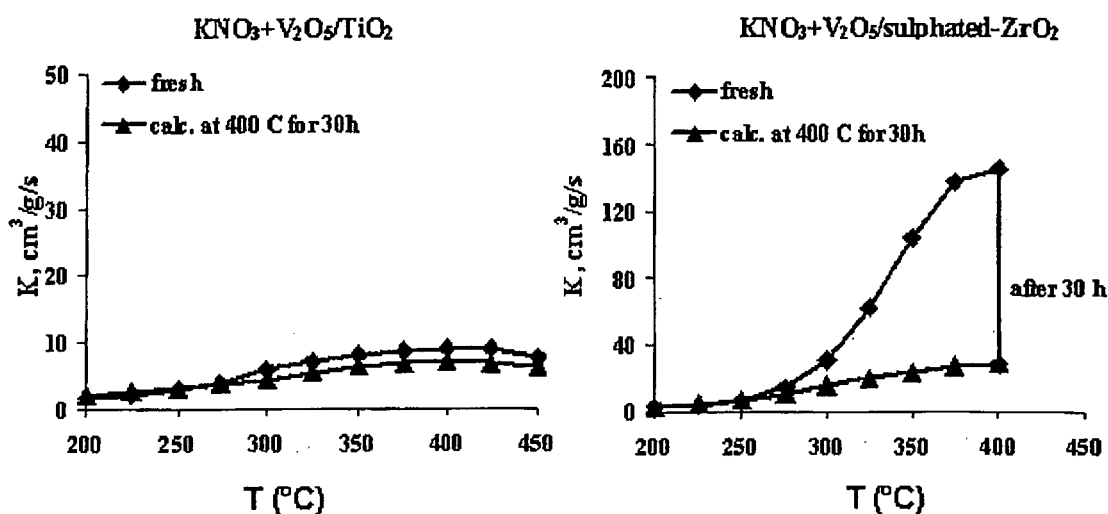 KNO₃+V₂O₅/TiO₂
50
40
30
20
10
0
K, cm³/g/s
fresh
calc. at 400 C for 30h
200 250 300 350 400 450
T (°C)
KNO₃+V₂O₅/sulphated-ZrO₂
200
160
120
80
40
0
K, cm³/g/s
fresh
calc. at 400 C for 30h
after 30 h
200 250 300 350 400 450
T (°C)